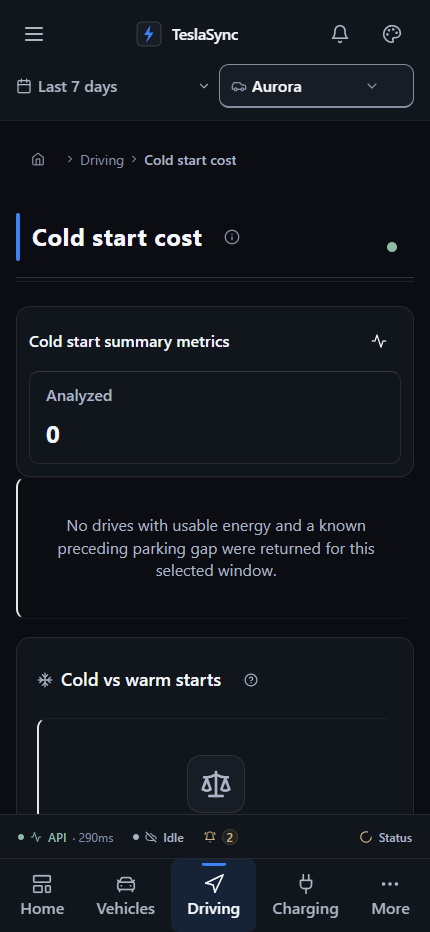 TeslaSync
Last 7 days
Aurora
Driving
Cold start cost
Cold start cost
Cold start summary metrics
Analyzed
0
No drives with usable energy and a known
preceding parking gap were returned for this
selected window.
Cold vs warm starts
API · 290ms
Idle
2
Status
Home
Vehicles
Driving
Charging
More